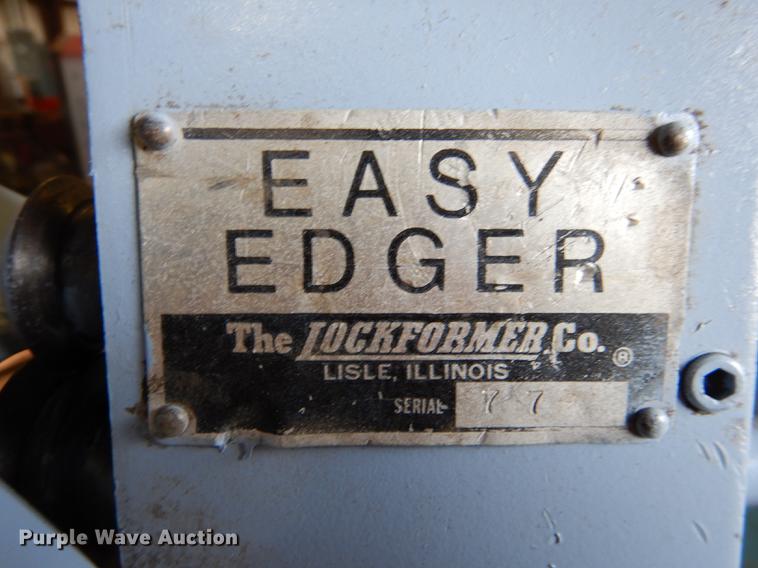 EASY
EDGER
The LOCKFORMER Co. ®
LISLE, ILLINOIS
SERIAL 77
Purple Wave Auction